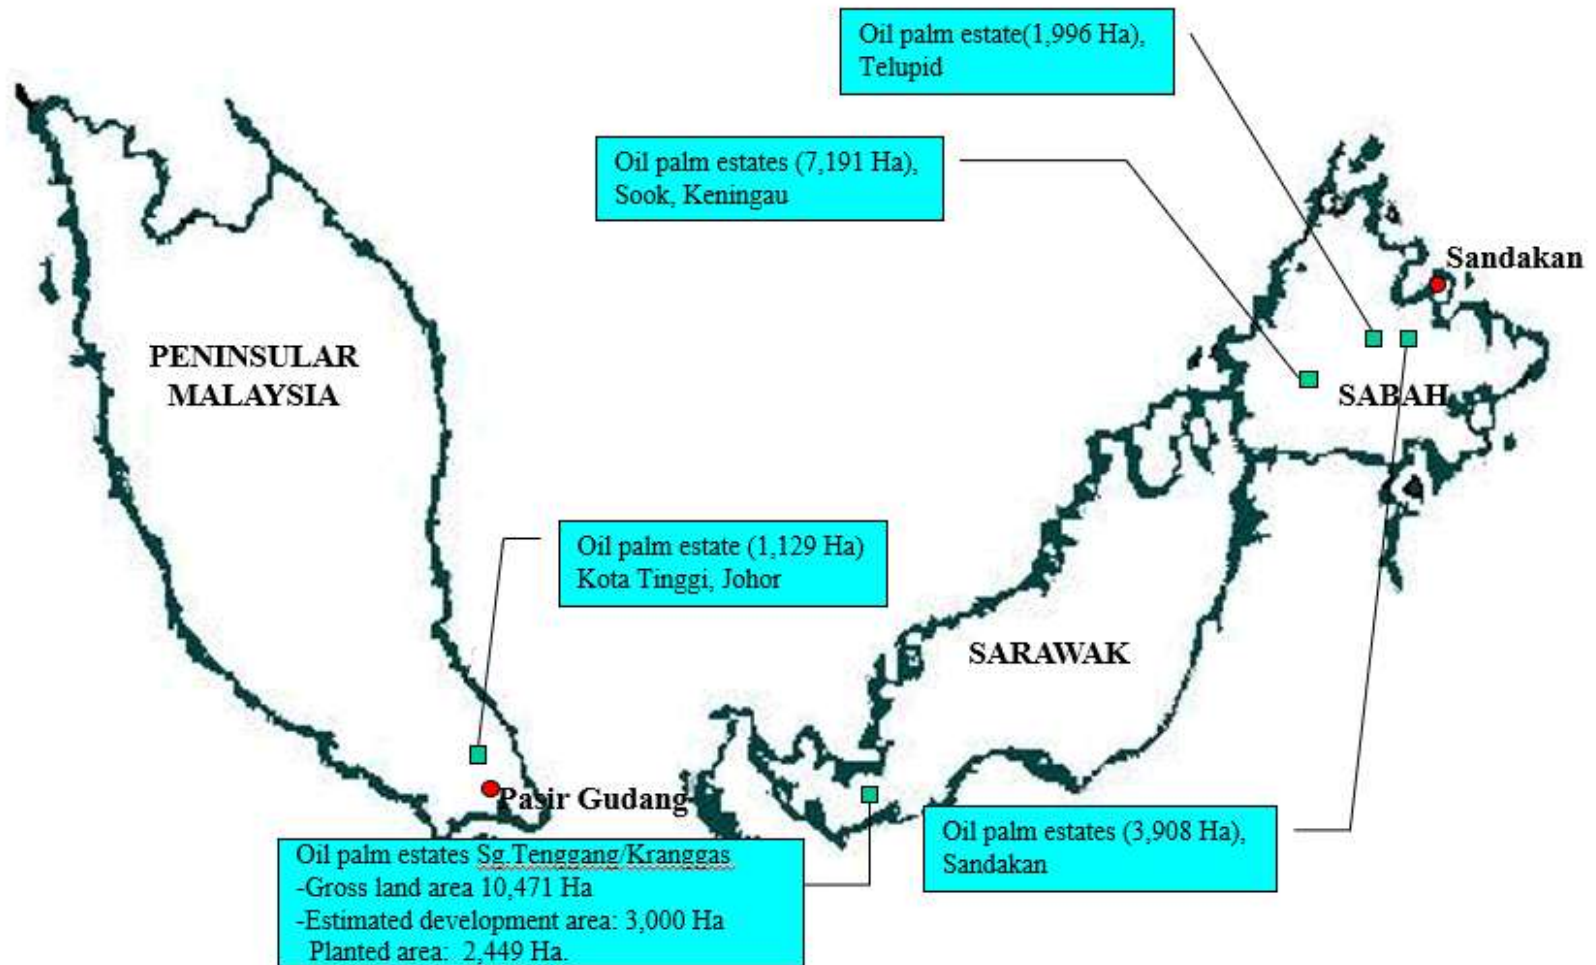 Oil palm estate(1,996 Ha),
Telupid
Oil palm estates (7,191 Ha),
Sook, Keningau
Sandakan
PENINSULAR
MALAYSIA
SABAH
Oil palm estate (1,129 Ha)
Kota Tinggi, Johor
SARAWAK
Pasir Gudang
Oil palm estates (3,908 Ha),
Sandakan
Oil palm estates Sg.Tenggang/Kranggas
-Gross land area 10,471 Ha
-Estimated development area: 3,000 Ha
Planted area: 2,449 Ha.